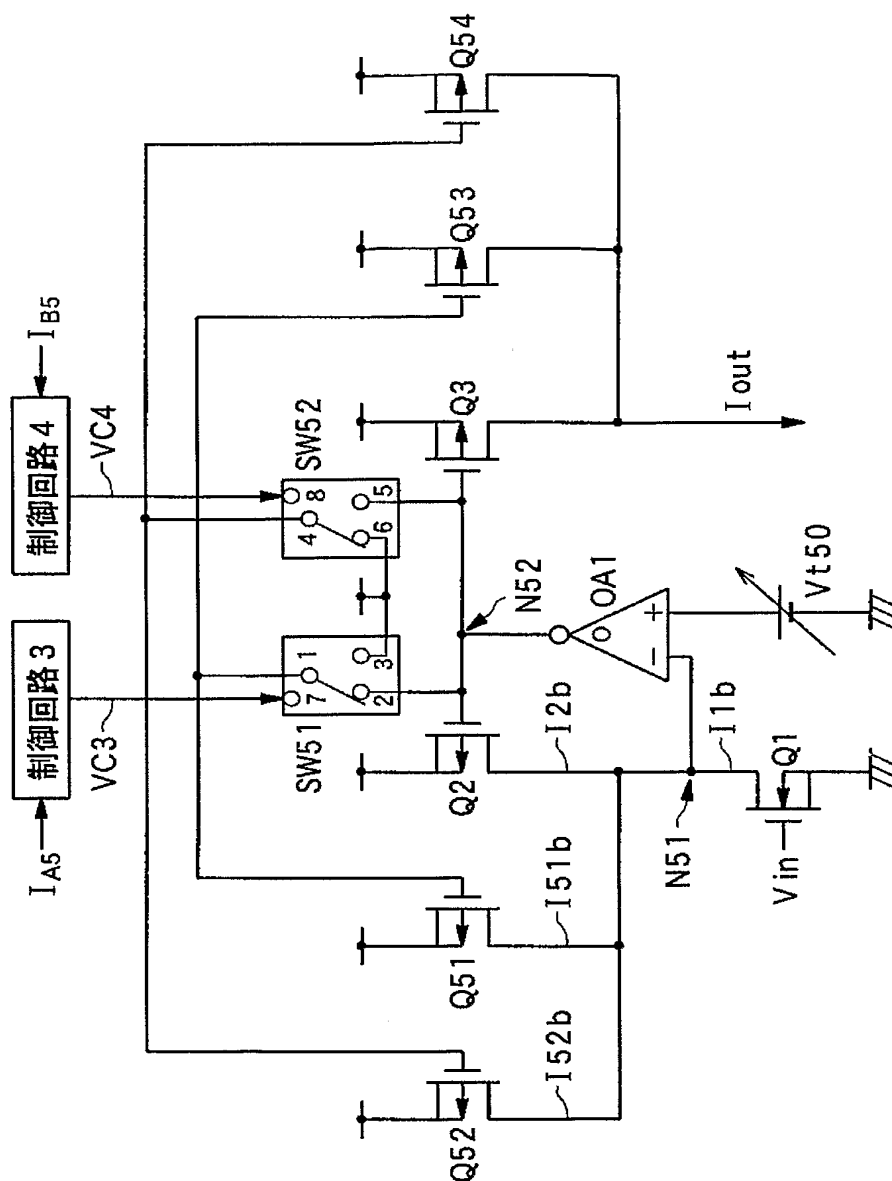 制御回路3
制御回路4
IA5
IB5
VC3
VC4
SW51
SW52
7
1
2
3
4
8
6
5
Q52
Q51
Q2
Q3
Q53
Q54
N52
OA1
I52b
I51b
I2b
I1b
Iout
N51
Vin
Q1
Vt50